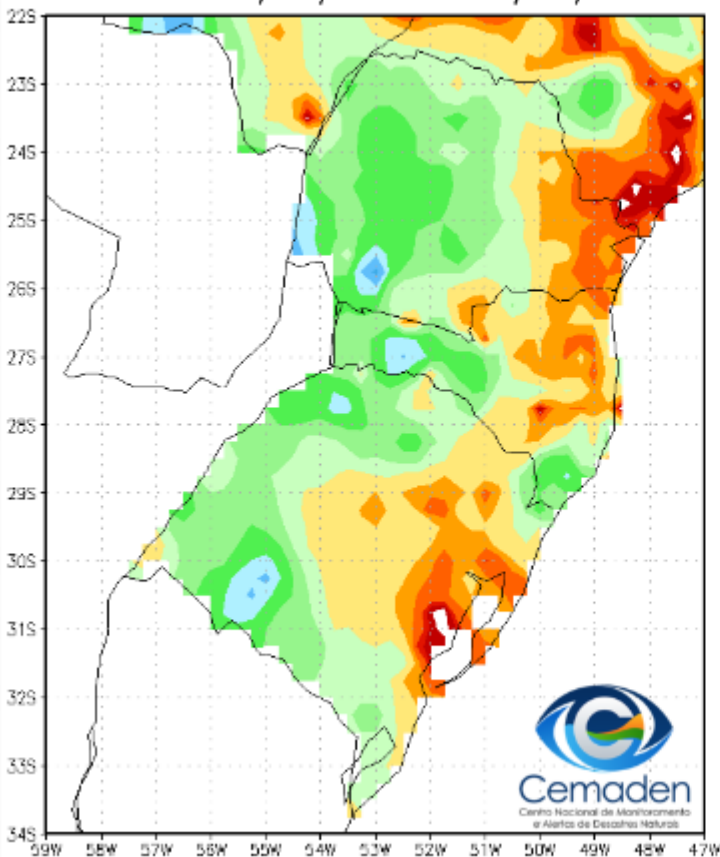 22S
23S
24S
25S
26S
27S
28S
29S
30S
31S
32S
33S
34S
59W 58W 57W 56W 55W 54W 53W 52W 51W 50W 49W 48W 47W
Cemaden
Centro Nacional de Monitoramento
e Alertas de Desastres Naturais